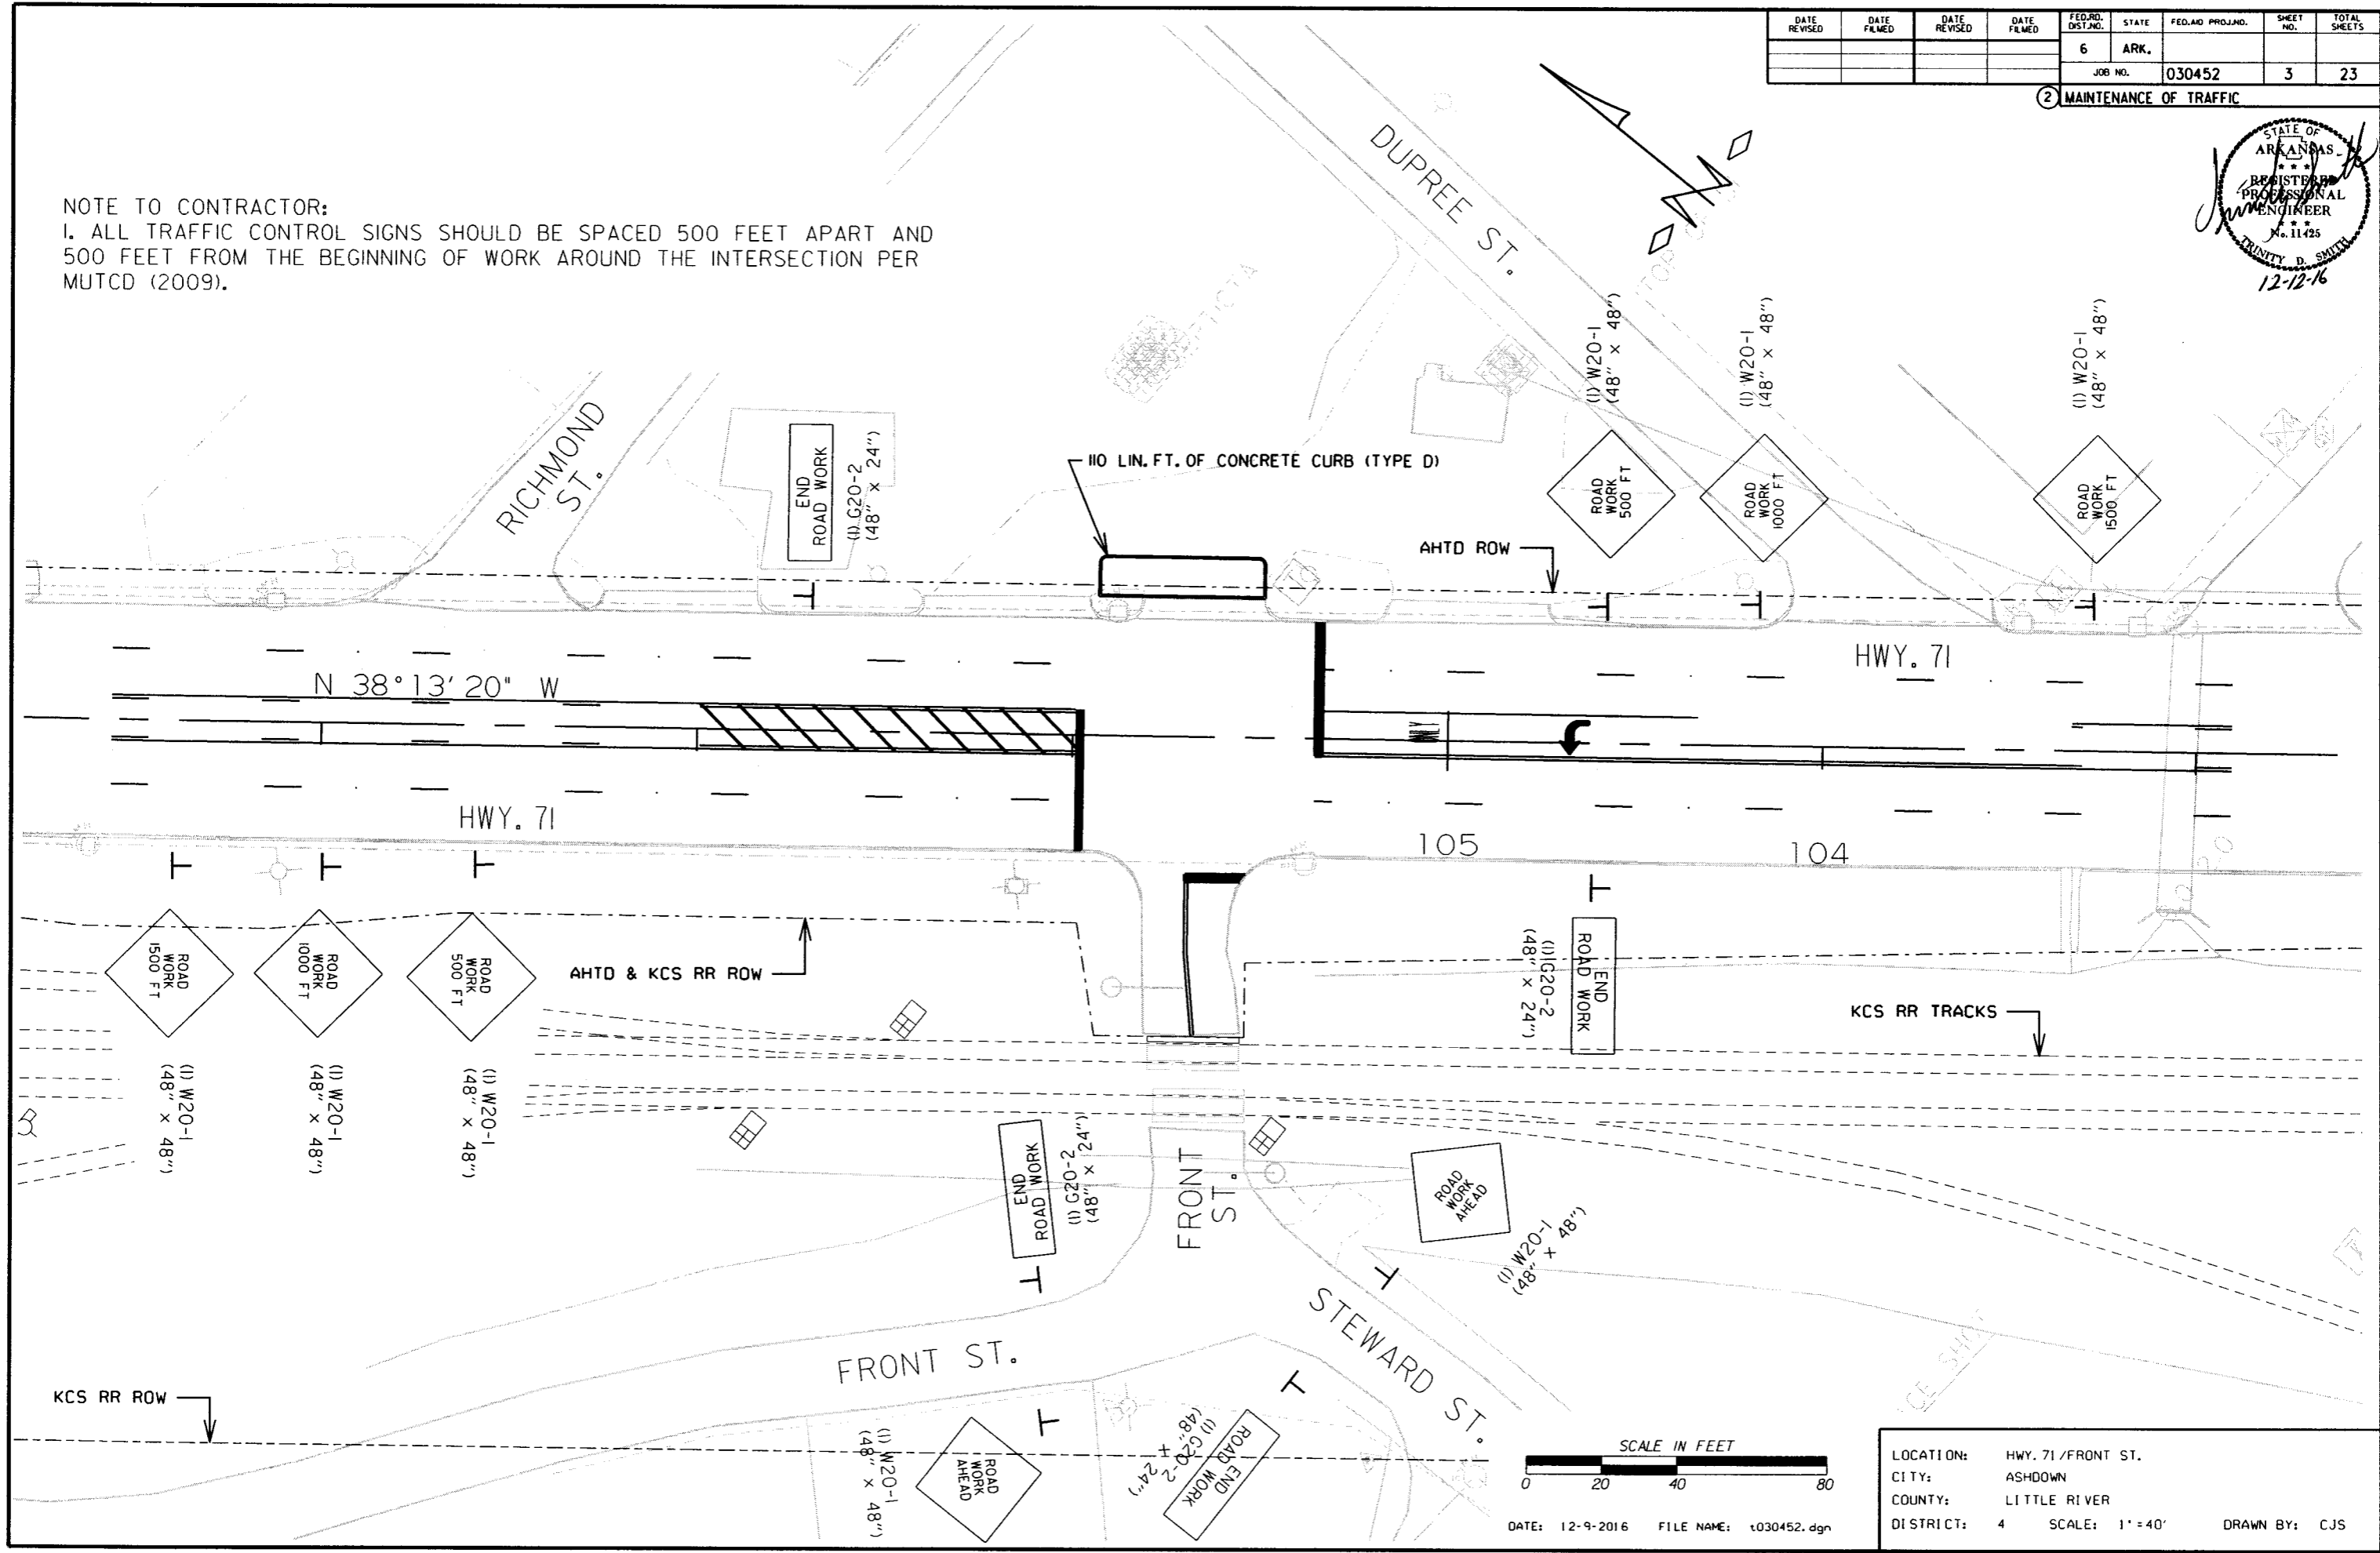 DATE REVISED
DATE FILMED
DATE REVISED
DATE FILMED
FED.RD. DIST.NO.
STATE
FED.AID PROJ.NO.
SHEET NO.
TOTAL SHEETS
6
ARK.
JOB NO.
030452
3
23
2
MAINTENANCE OF TRAFFIC
STATE OF
ARKANSAS
REGISTERED
PROFESSIONAL
ENGINEER
No. 11425
TRINITY D. SMITH
12-12-16
NOTE TO CONTRACTOR:
1. ALL TRAFFIC CONTROL SIGNS SHOULD BE SPACED 500 FEET APART AND
500 FEET FROM THE BEGINNING OF WORK AROUND THE INTERSECTION PER
MUTCD (2009).
DUPREE ST.
RICHMOND
ST.
END
ROAD WORK
(1) G20-2
(48" x 24")
110 LIN. FT. OF CONCRETE CURB (TYPE D)
(1) W20-1
(48" x 48")
ROAD
WORK
500 FT
(1) W20-1
(48" x 48")
ROAD
WORK
1000 FT
(1) W20-1
(48" x 48")
ROAD
WORK
1500 FT
AHTD ROW
HWY. 71
N 38°13'20" W
ONLY
HWY. 71
105
104
ROAD
WORK
1500 FT
(1) W20-1
(48" x 48")
ROAD
WORK
1000 FT
(1) W20-1
(48" x 48")
ROAD
WORK
500 FT
(1) W20-1
(48" x 48")
AHTD & KCS RR ROW
END
ROAD WORK
(1) G20-2
(48" x 24")
KCS RR TRACKS
END
ROAD WORK
(1) G20-2
(48" x 24")
FRONT
ST.
ROAD
WORK
AHEAD
(1) W20-1
(48" x 48")
STEWARD ST.
FRONT ST.
KCS RR ROW
(1) W20-1
(48" x 48")
ROAD
WORK
AHEAD
END
ROAD WORK
(1) G20-2
(48" x 24")
SCALE IN FEET
0 20 40 80
DATE: 12-9-2016 FILE NAME: t030452.dgn
LOCATION: HWY. 71/FRONT ST.
CITY: ASHDOWN
COUNTY: LITTLE RIVER
DISTRICT: 4 SCALE: 1"=40' DRAWN BY: CJS